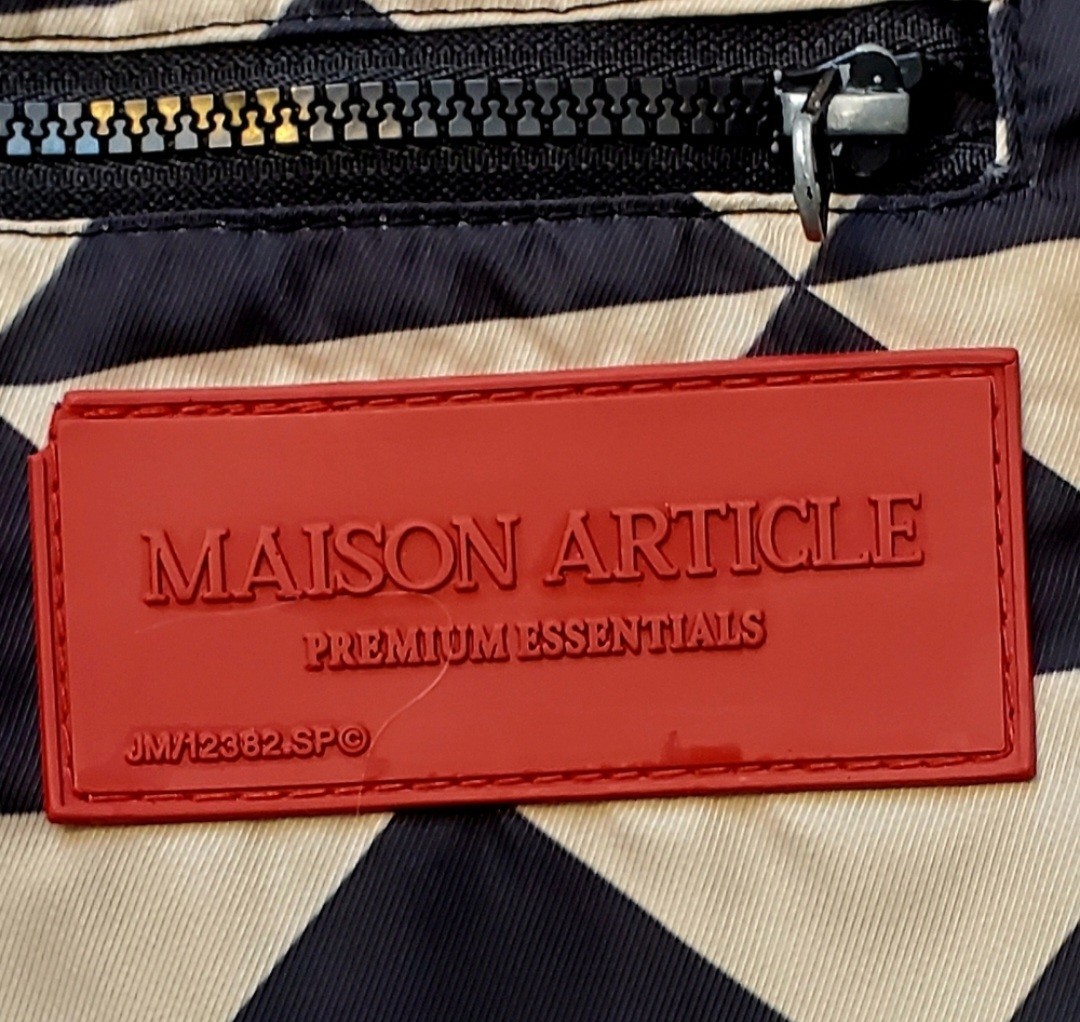 MAISON ARTICLE
PREMIUM ESSENTIALS
JM/12382.SP©